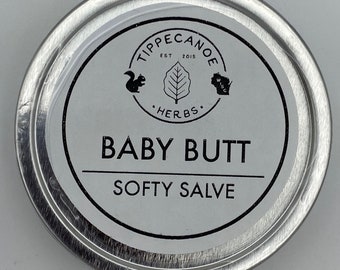 TIPPECANOE
EST 2015
HERBS
BABY BUTT
SOFTY SALVE